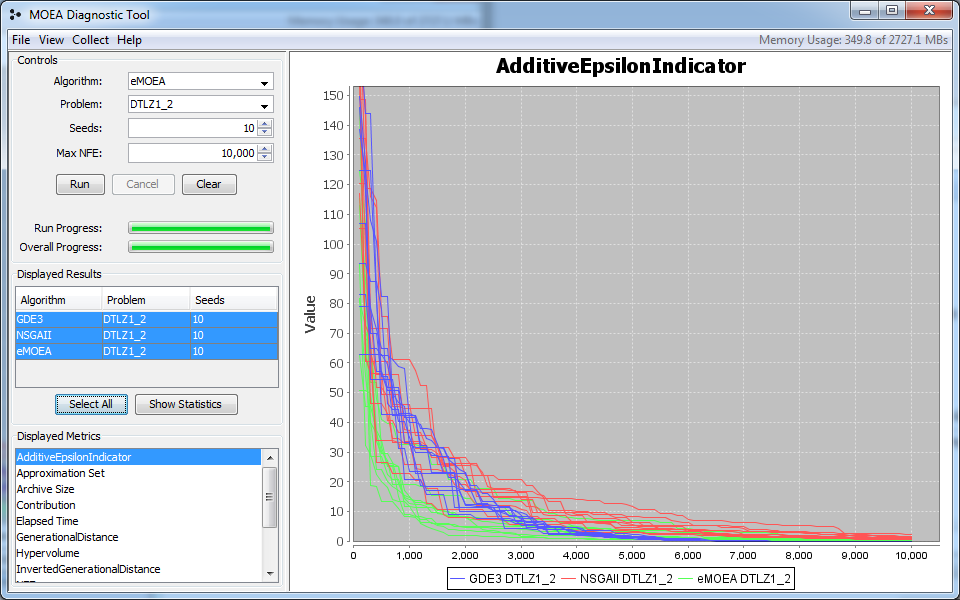 MOEA Diagnostic Tool
File View Collect Help
Memory Usage: 349.8 of 2727.1 MBs
Controls
Algorithm: eMOEA
Problem: DTLZ1_2
Seeds: 10
Max NFE: 10,000
Run Cancel Clear
Run Progress:
Overall Progress:
Displayed Results
Algorithm Problem Seeds
GDE3 DTLZ1_2 10
NSGAII DTLZ1_2 10
eMOEA DTLZ1_2 10
Select All Show Statistics
Displayed Metrics
AdditiveEpsilonIndicator
Approximation Set
Archive Size
Contribution
Elapsed Time
GenerationalDistance
Hypervolume
InvertedGenerationalDistance
AdditiveEpsilonIndicator
Value
150
140
130
120
110
100
90
80
70
60
50
40
30
20
10
0
0 1,000 2,000 3,000 4,000 5,000 6,000 7,000 8,000 9,000 10,000
GDE3 DTLZ1_2 NSGAII DTLZ1_2 eMOEA DTLZ1_2